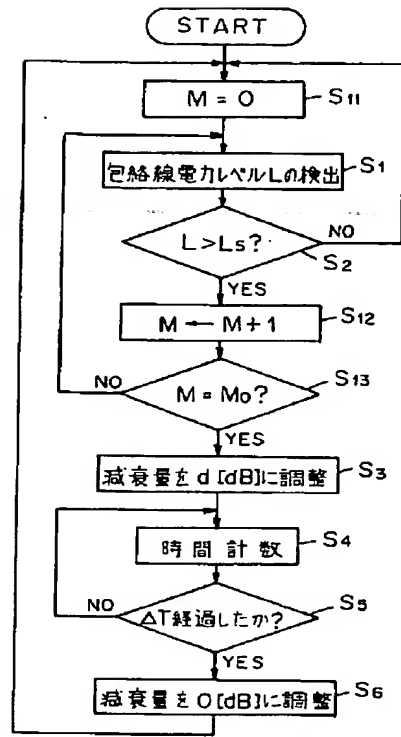 START
M = 0 S11
包絡線電力レベルLの検出 S1
L > Ls? NO
S2
YES
M ← M+1 S12
NO M = Mo? S13
YES
減衰量を d [dB]に調整 S3
時間計数 S4
NO ΔT経過したか? S5
YES
減衰量を 0 [dB]に調整 S6